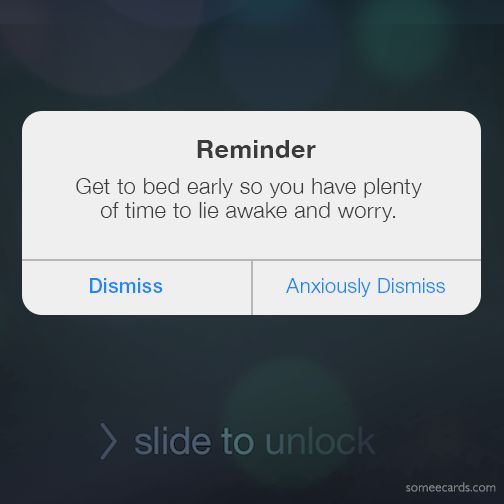 Reminder
Get to bed early so you have plenty
of time to lie awake and worry.
Dismiss
Anxiously Dismiss
slide to unlock
someecards.com